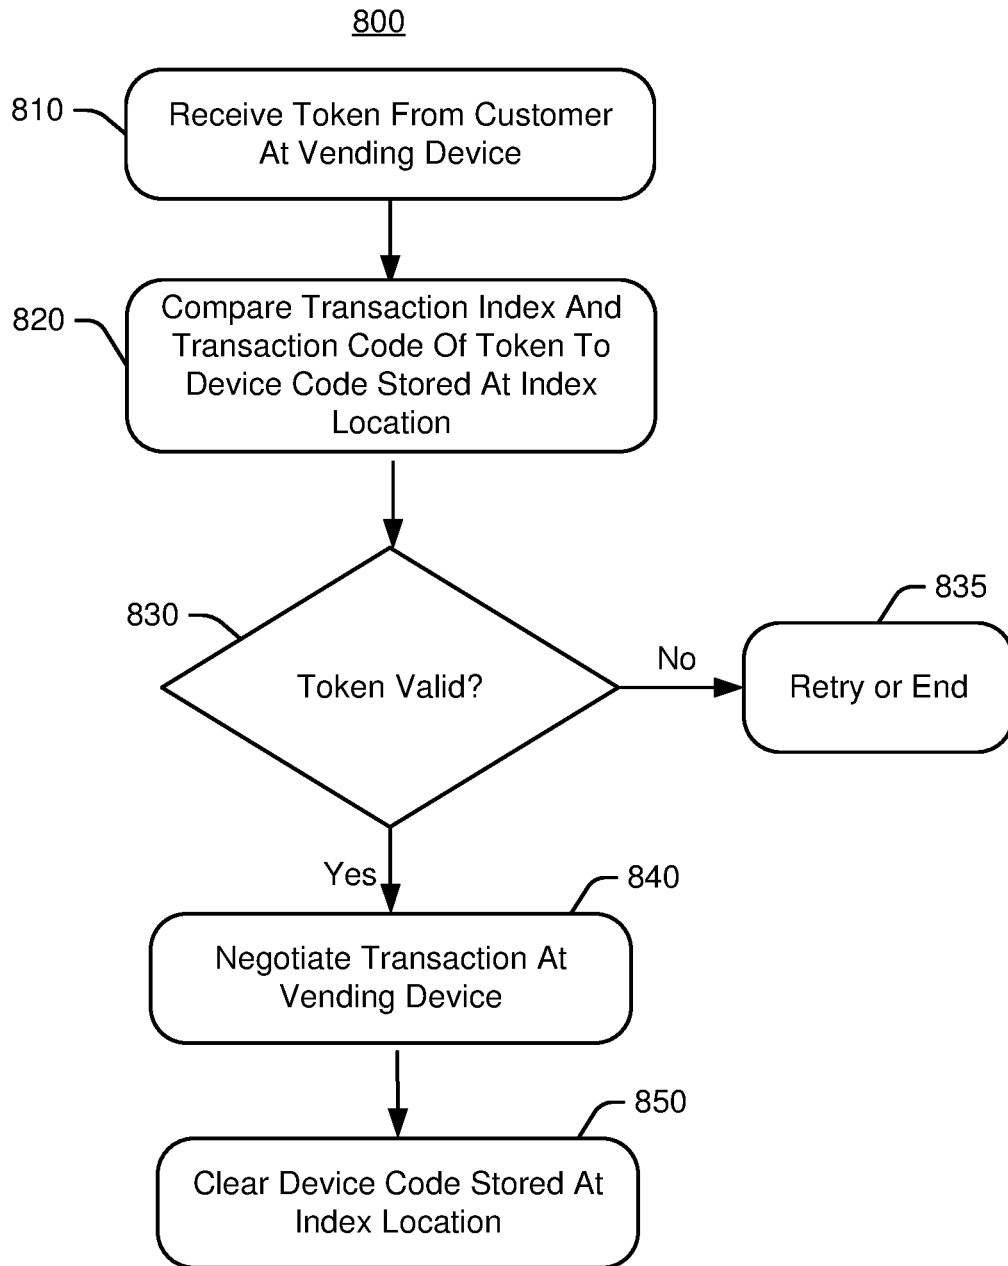 800
810
Receive Token From Customer
At Vending Device
820
Compare Transaction Index And
Transaction Code Of Token To
Device Code Stored At Index
Location
830
Token Valid?
No
835
Retry or End
Yes
840
Negotiate Transaction At
Vending Device
850
Clear Device Code Stored At
Index Location